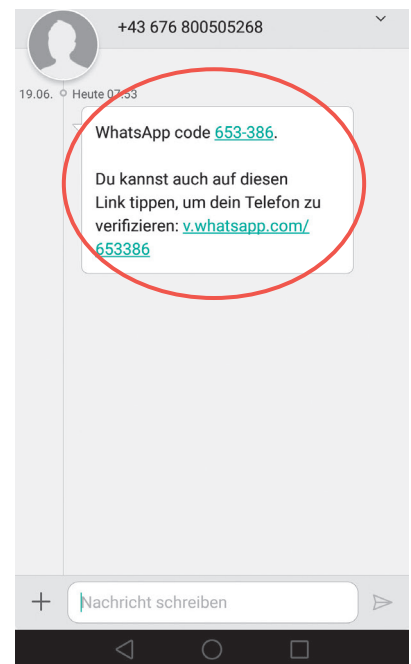 +43 676 800505268
19.06. Heute 07:53
WhatsApp code 653-386.
Du kannst auch auf diesen
Link tippen, um dein Telefon zu
verifizieren: v.whatsapp.com/
653386
Nachricht schreiben